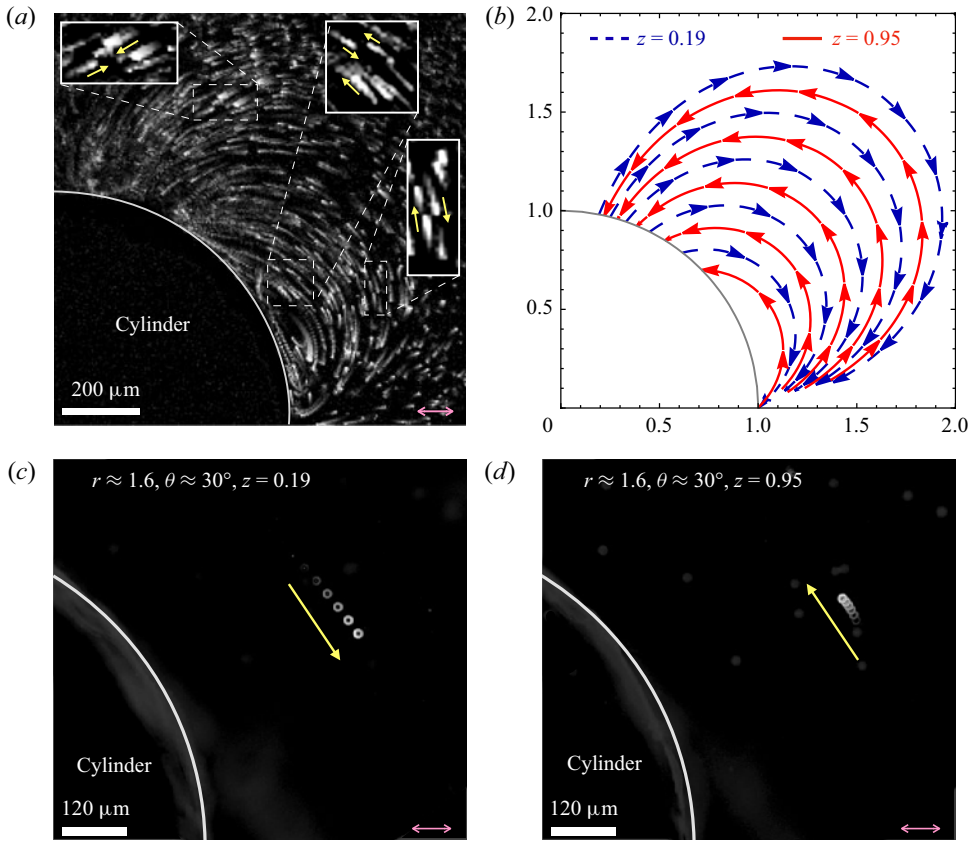 (a)
Cylinder
200 μm
(b)
2.0
1.5
1.0
0.5
0
0.5
1.0
1.5
2.0
z = 0.19
z = 0.95
(c)
r ≈ 1.6, θ ≈ 30°, z = 0.19
Cylinder
120 μm
(d)
r ≈ 1.6, θ ≈ 30°, z = 0.95
Cylinder
120 μm